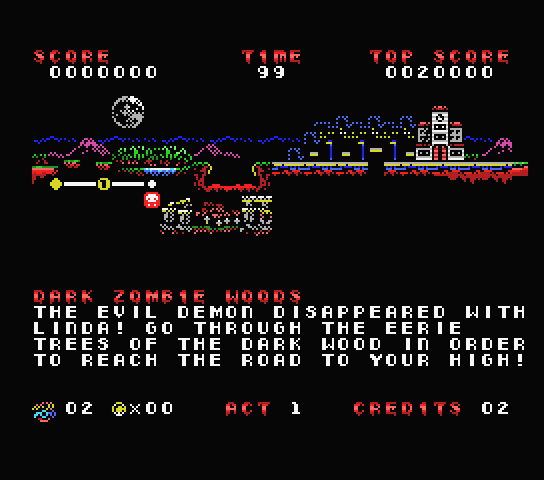 SCORE TIME TOP SCORE
0000000 99 0020000
1
DARK ZOMBIE WOODS
THE EVIL DEMON DISAPPEARED WITH
LINDA! GO THROUGH THE EERIE
TREES OF THE DARK WOOD IN ORDER
TO REACH THE ROAD TO YOUR HIGH!
02 x00 ACT 1 CREDITS 02